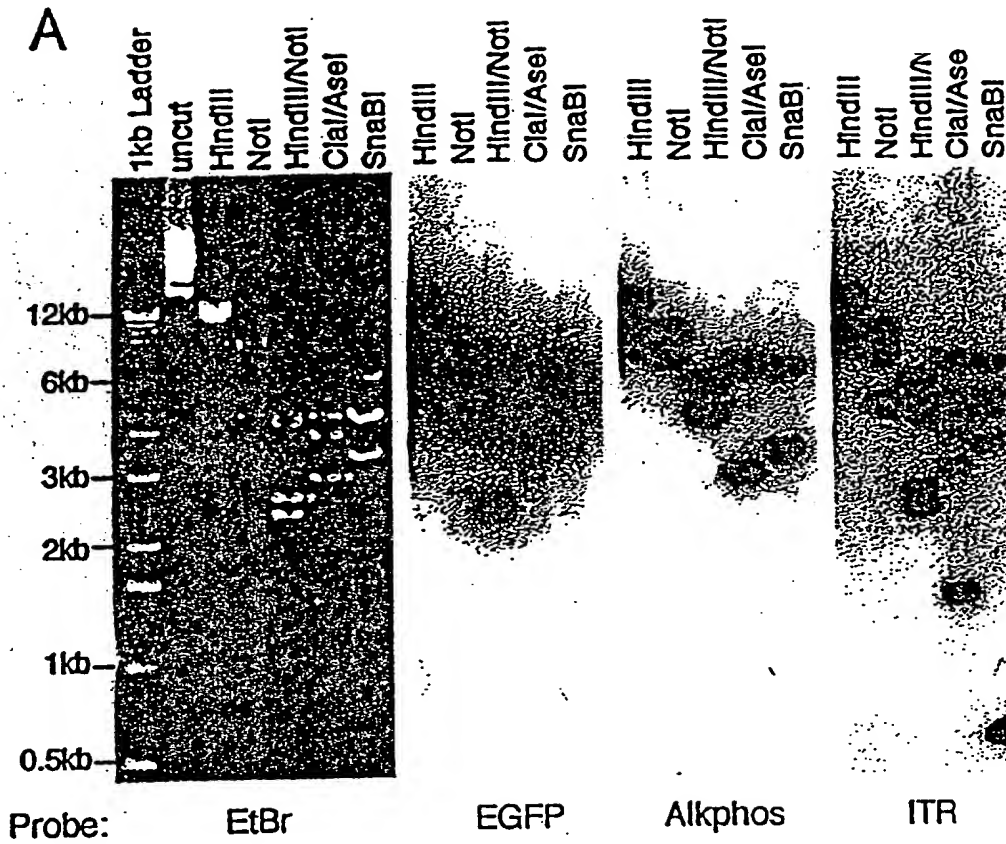 A
1kb Ladder
uncut
HindIII
NotI
HindIII/NotI
ClaI/AseI
SnaBI
HindIII
NotI
HindIII/NotI
ClaI/AseI
SnaBI
HindIII
NotI
HindIII/NotI
ClaI/AseI
SnaBI
HindIII
NotI
HindIII/N
ClaI/Ase
SnaBI
12kb
6kb
3kb
2kb
1kb
0.5kb
Probe: EtBr EGFP Alkphos ITR